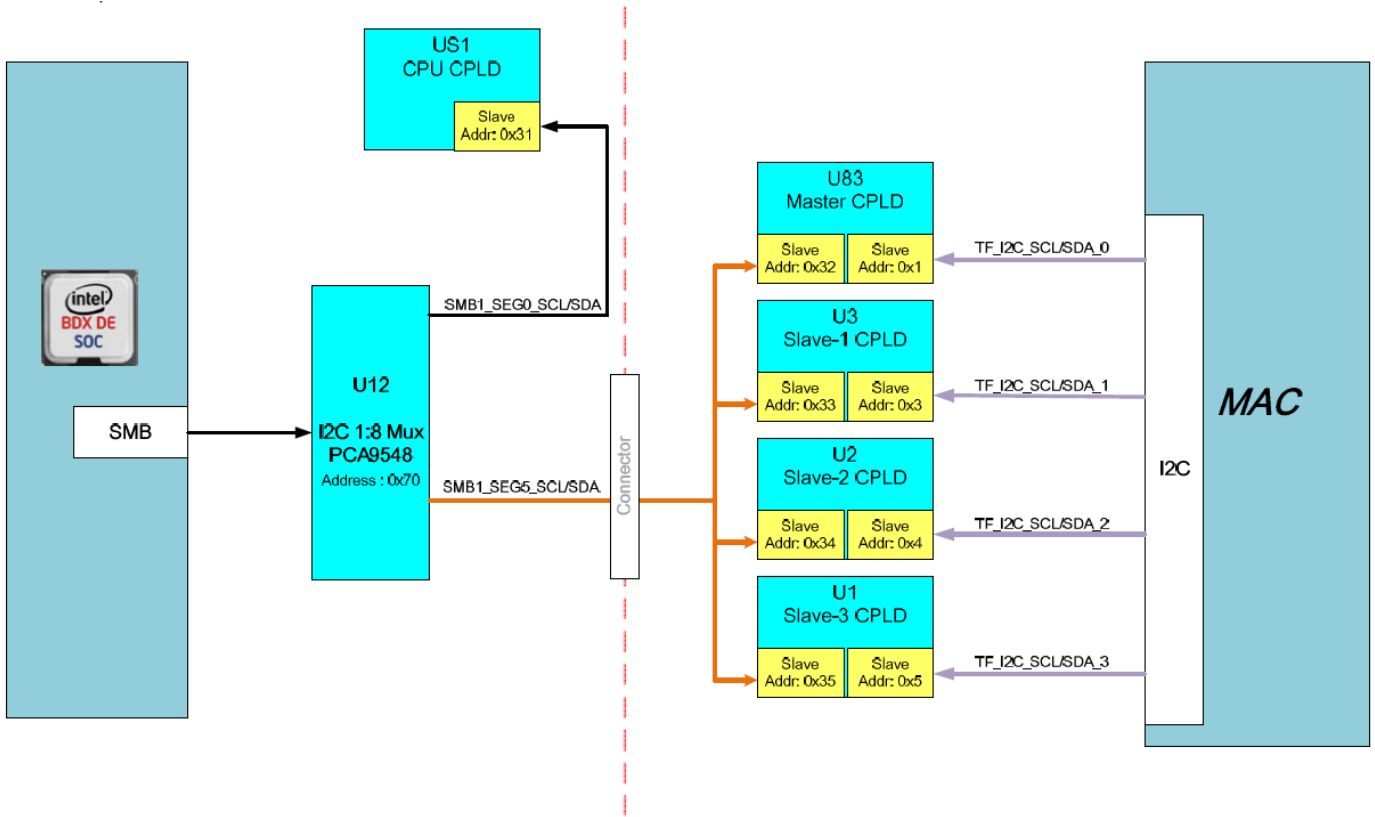 US1
CPU CPLD
Slave
Addr: 0x31
intel
BDX DE
SOC
SMB
U12
I2C 1:8 Mux
PCA9548
Address : 0x70
SMB1_SEG0_SCL/SDA
SMB1_SEG5_SCL/SDA.
Connector
U83
Master CPLD
Slave
Addr: 0x32
Slave
Addr: 0x1
U3
Slave-1 CPLD
Slave
Addr: 0x33
Slave
Addr: 0x3
U2
Slave-2 CPLD
Slave
Addr: 0x34
Slave
Addr: 0x4
U1
Slave-3 CPLD
Slave
Addr: 0x35
Slave
Addr: 0x5
TF_I2C_SCL/SDA_0
TF_I2C_SCL/SDA_1
TF_I2C_SCL/SDA_2
TF_I2C_SCL/SDA_3
I2C
MAC